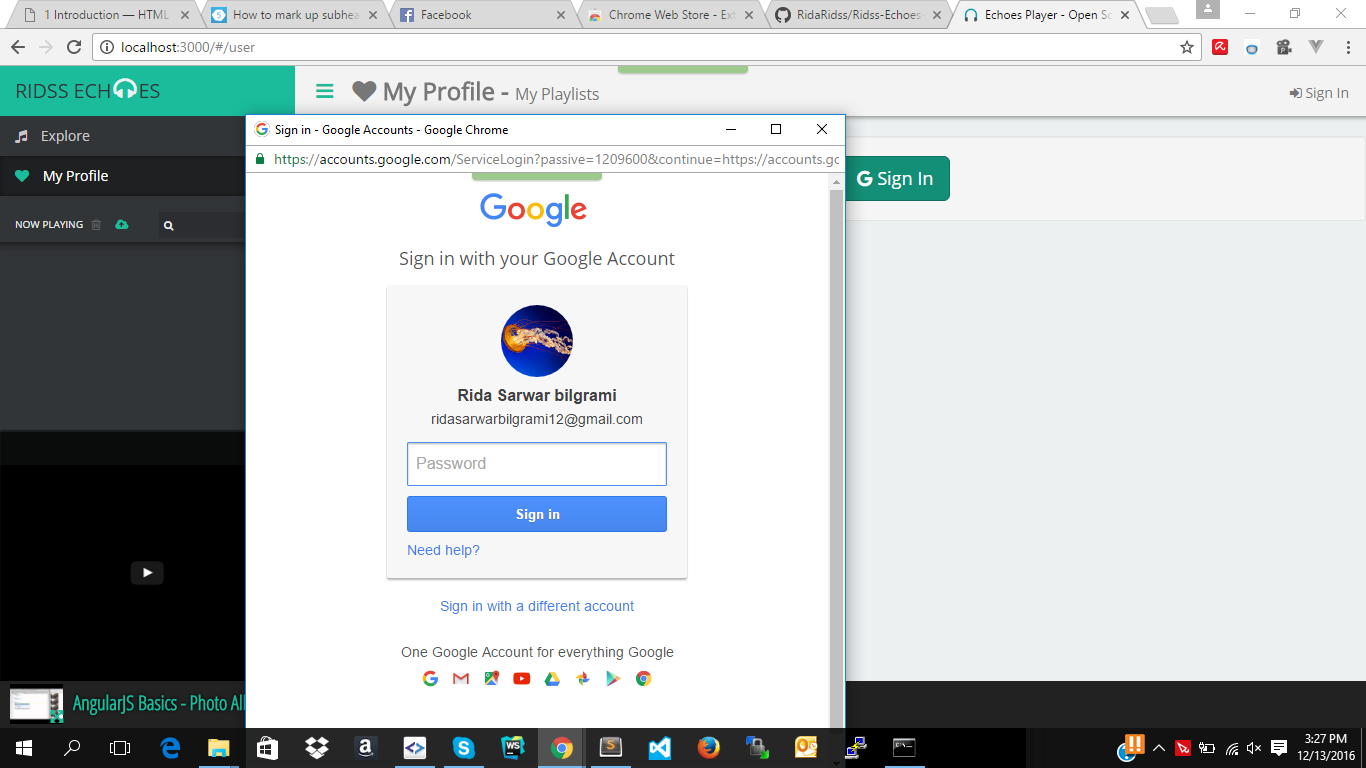 1 Introduction — HTML
How to mark up subhea
Facebook
Chrome Web Store - Ext
RidaRidss/Ridss-Echoes
Echoes Player - Open Sc
localhost:3000/#/user
RIDSS ECH ES
My Profile - My Playlists
Sign In
Explore
My Profile
NOW PLAYING
Sign in - Google Accounts - Google Chrome
https://accounts.google.com/ServiceLogin?passive=1209600&continue=https://accounts.gc
G Sign In
Google
Sign in with your Google Account
Rida Sarwar bilgrami
ridasarwarbilgrami12@gmail.com
Password
Sign in
Need help?
Sign in with a different account
One Google Account for everything Google
AngularJS Basics - Photo Al
3:27 PM
12/13/2016